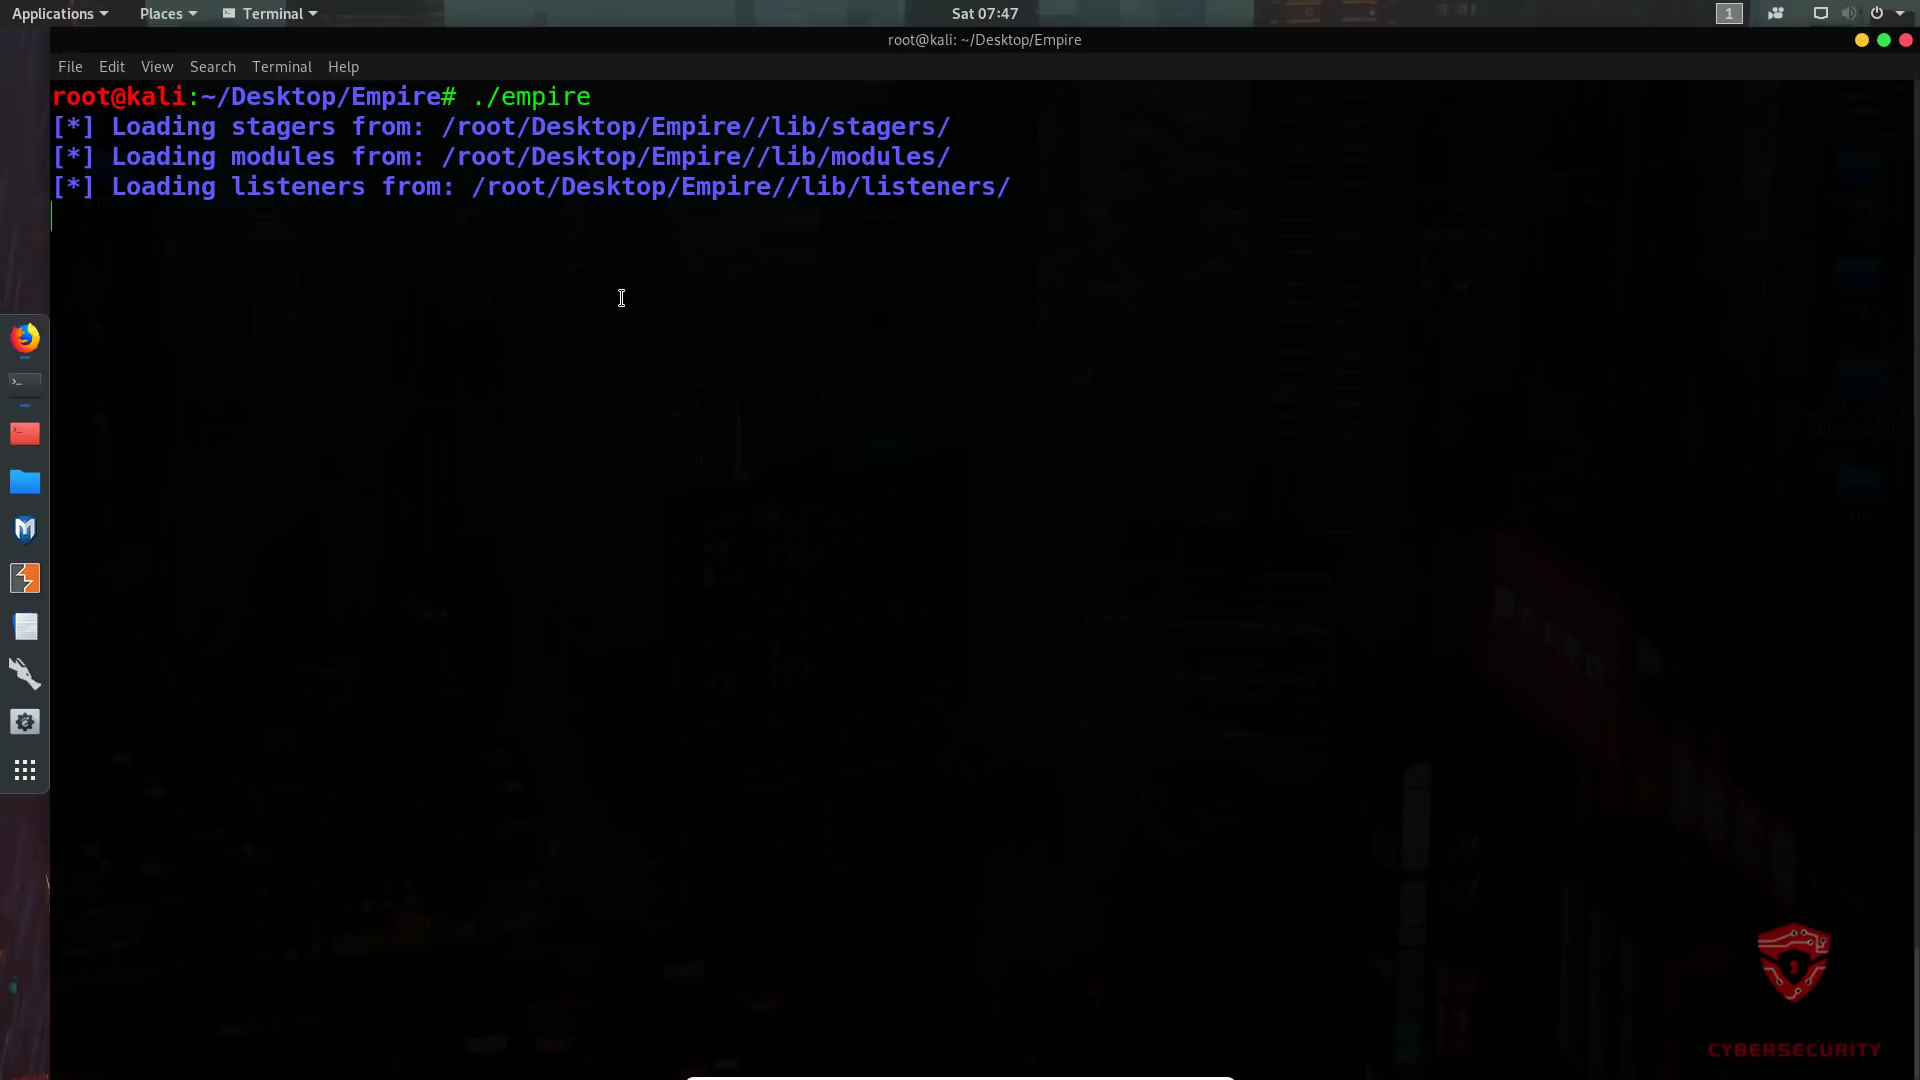 Applications Places Terminal Sat 07:47 1
root@kali: ~/Desktop/Empire
File Edit View Search Terminal Help
root@kali:~/Desktop/Empire# ./empire
[*] Loading stagers from: /root/Desktop/Empire//lib/stagers/
[*] Loading modules from: /root/Desktop/Empire//lib/modules/
[*] Loading listeners from: /root/Desktop/Empire//lib/listeners/
CYBERSECURITY